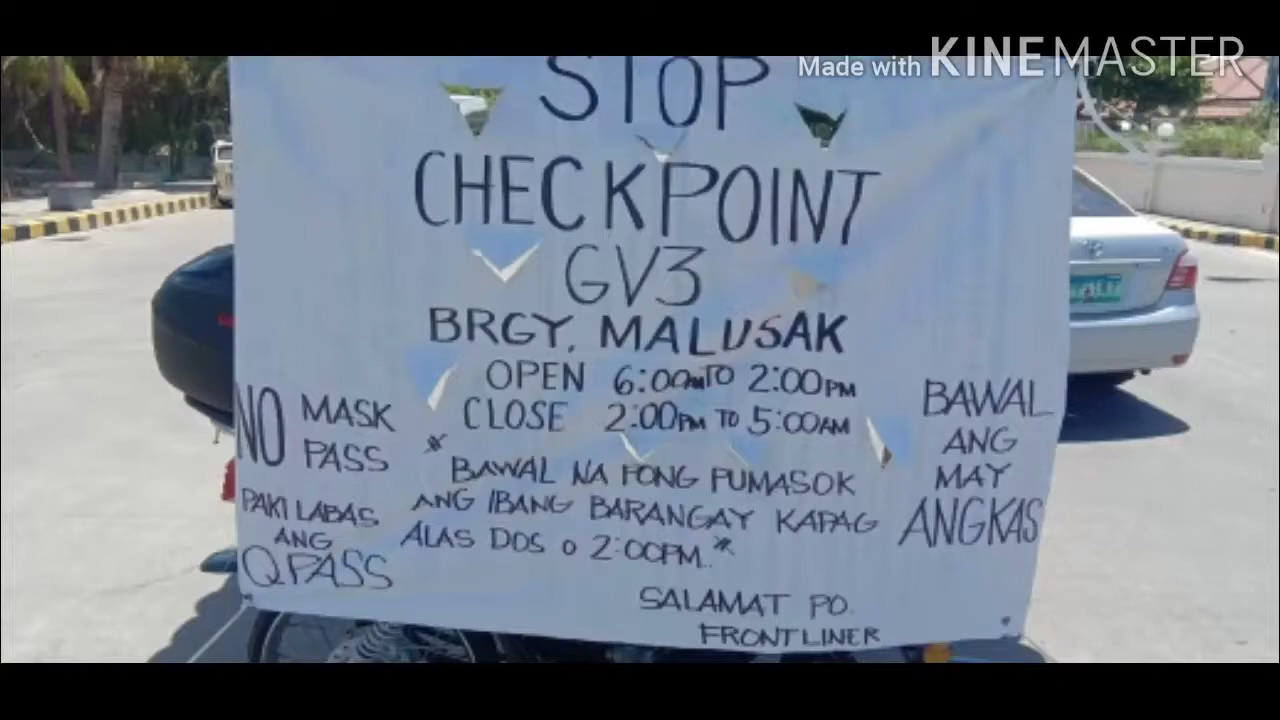 Made with KINEMASTER
STOP
CHECKPOINT
GV3
BRGY. MALUSAK
OPEN 6:00AM TO 2:00PM
CLOSE 2:00PM TO 5:00AM
* BAWAL NA PONG PUMASOK
ANG IBANG BARANGAY KAPAG
ALAS DOS O 2:00PM..*
NO MASK
PASS
PAKI LABAS
ANG
QPASS
BAWAL
ANG
MAY
ANGKAS
SALAMAT PO.
FRONTLINER